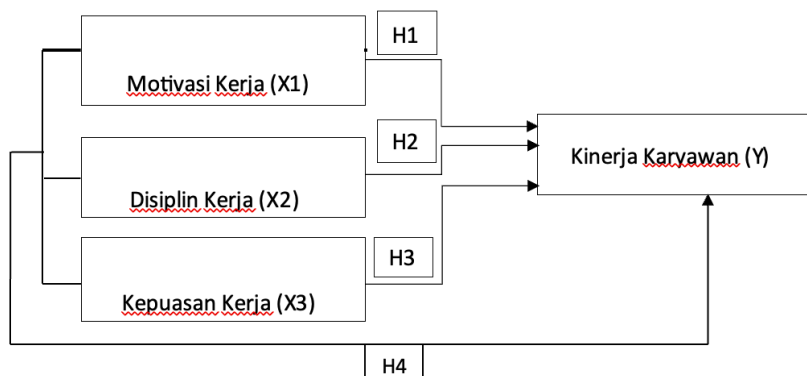 H1
Motivasi Kerja (X1)
H2
Kinerja Karyawan (Y)
Disiplin Kerja (X2)
H3
Kepuasan Kerja (X3)
H4